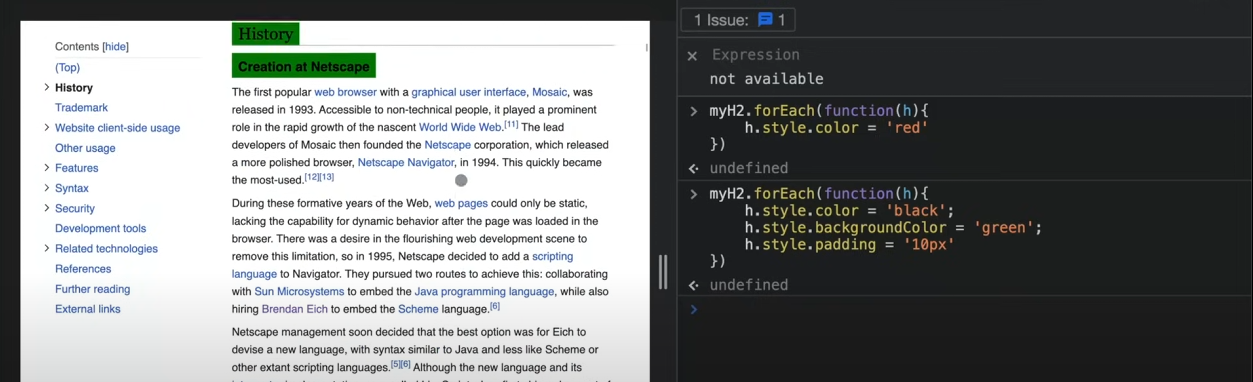 Contents [hide]
(Top)
History
Trademark
Website client-side usage
Other usage
Features
Syntax
Security
Development tools
Related technologies
References
Further reading
External links
History
Creation at Netscape
The first popular web browser with a graphical user interface, Mosaic, was
released in 1993. Accessible to non-technical people, it played a prominent
role in the rapid growth of the nascent World Wide Web.[11] The lead
developers of Mosaic then founded the Netscape corporation, which released
a more polished browser, Netscape Navigator, in 1994. This quickly became
the most-used.[12][13]
During these formative years of the Web, web pages could only be static,
lacking the capability for dynamic behavior after the page was loaded in the
browser. There was a desire in the flourishing web development scene to
remove this limitation, so in 1995, Netscape decided to add a scripting
language to Navigator. They pursued two routes to achieve this: collaborating
with Sun Microsystems to embed the Java programming language, while also
hiring Brendan Eich to embed the Scheme language.[6]
Netscape management soon decided that the best option was for Eich to
devise a new language, with syntax similar to Java and less like Scheme or
other extant scripting languages.[5][6] Although the new language and its
1 Issue: 1
Expression
not available
myH2.forEach(function(h){
h.style.color = 'red'
})
undefined
myH2.forEach(function(h){
h.style.color = 'black';
h.style.backgroundColor = 'green';
h.style.padding = '10px'
})
undefined